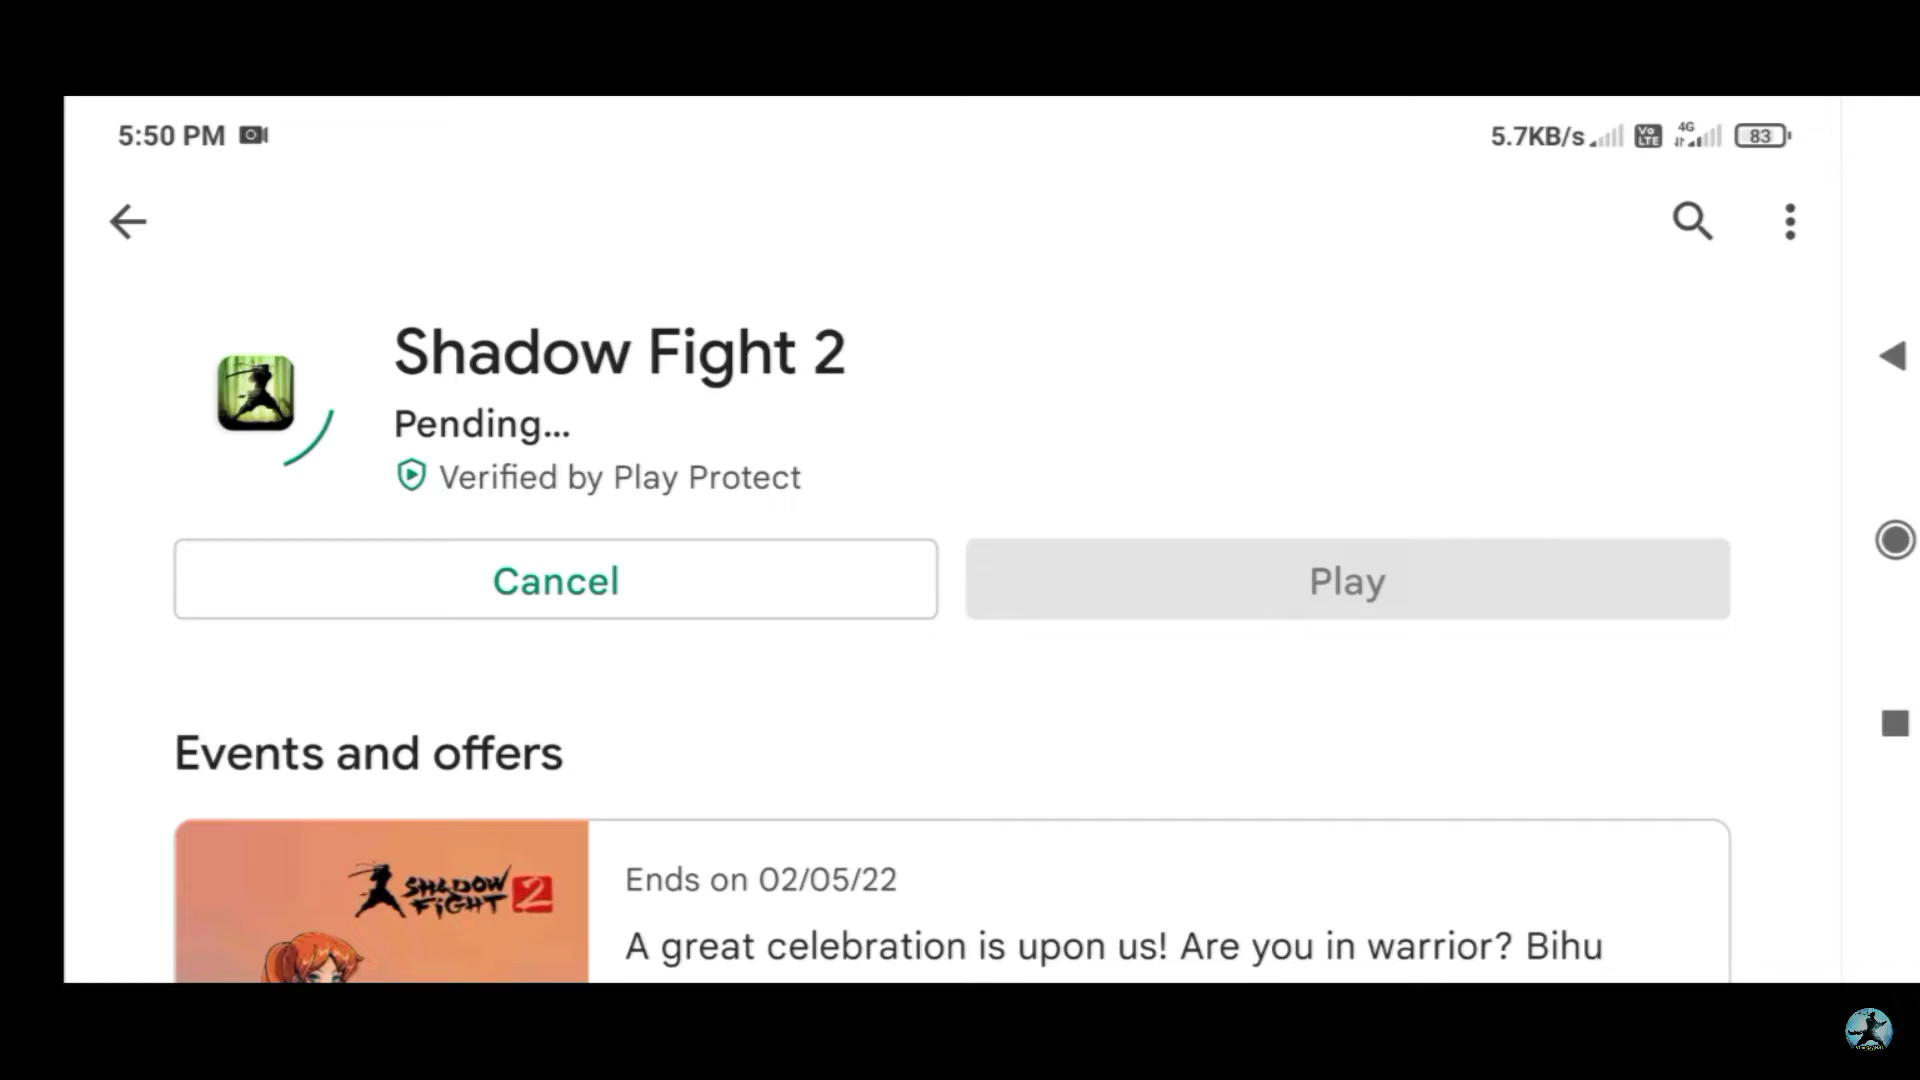 5:50 PM
5.7KB/s
Vo LTE
4G
83
Shadow Fight 2
Pending...
Verified by Play Protect
Cancel
Play
Events and offers
SHADOW FIGHT 2
Ends on 02/05/22
A great celebration is upon us! Are you in warrior? Bihu